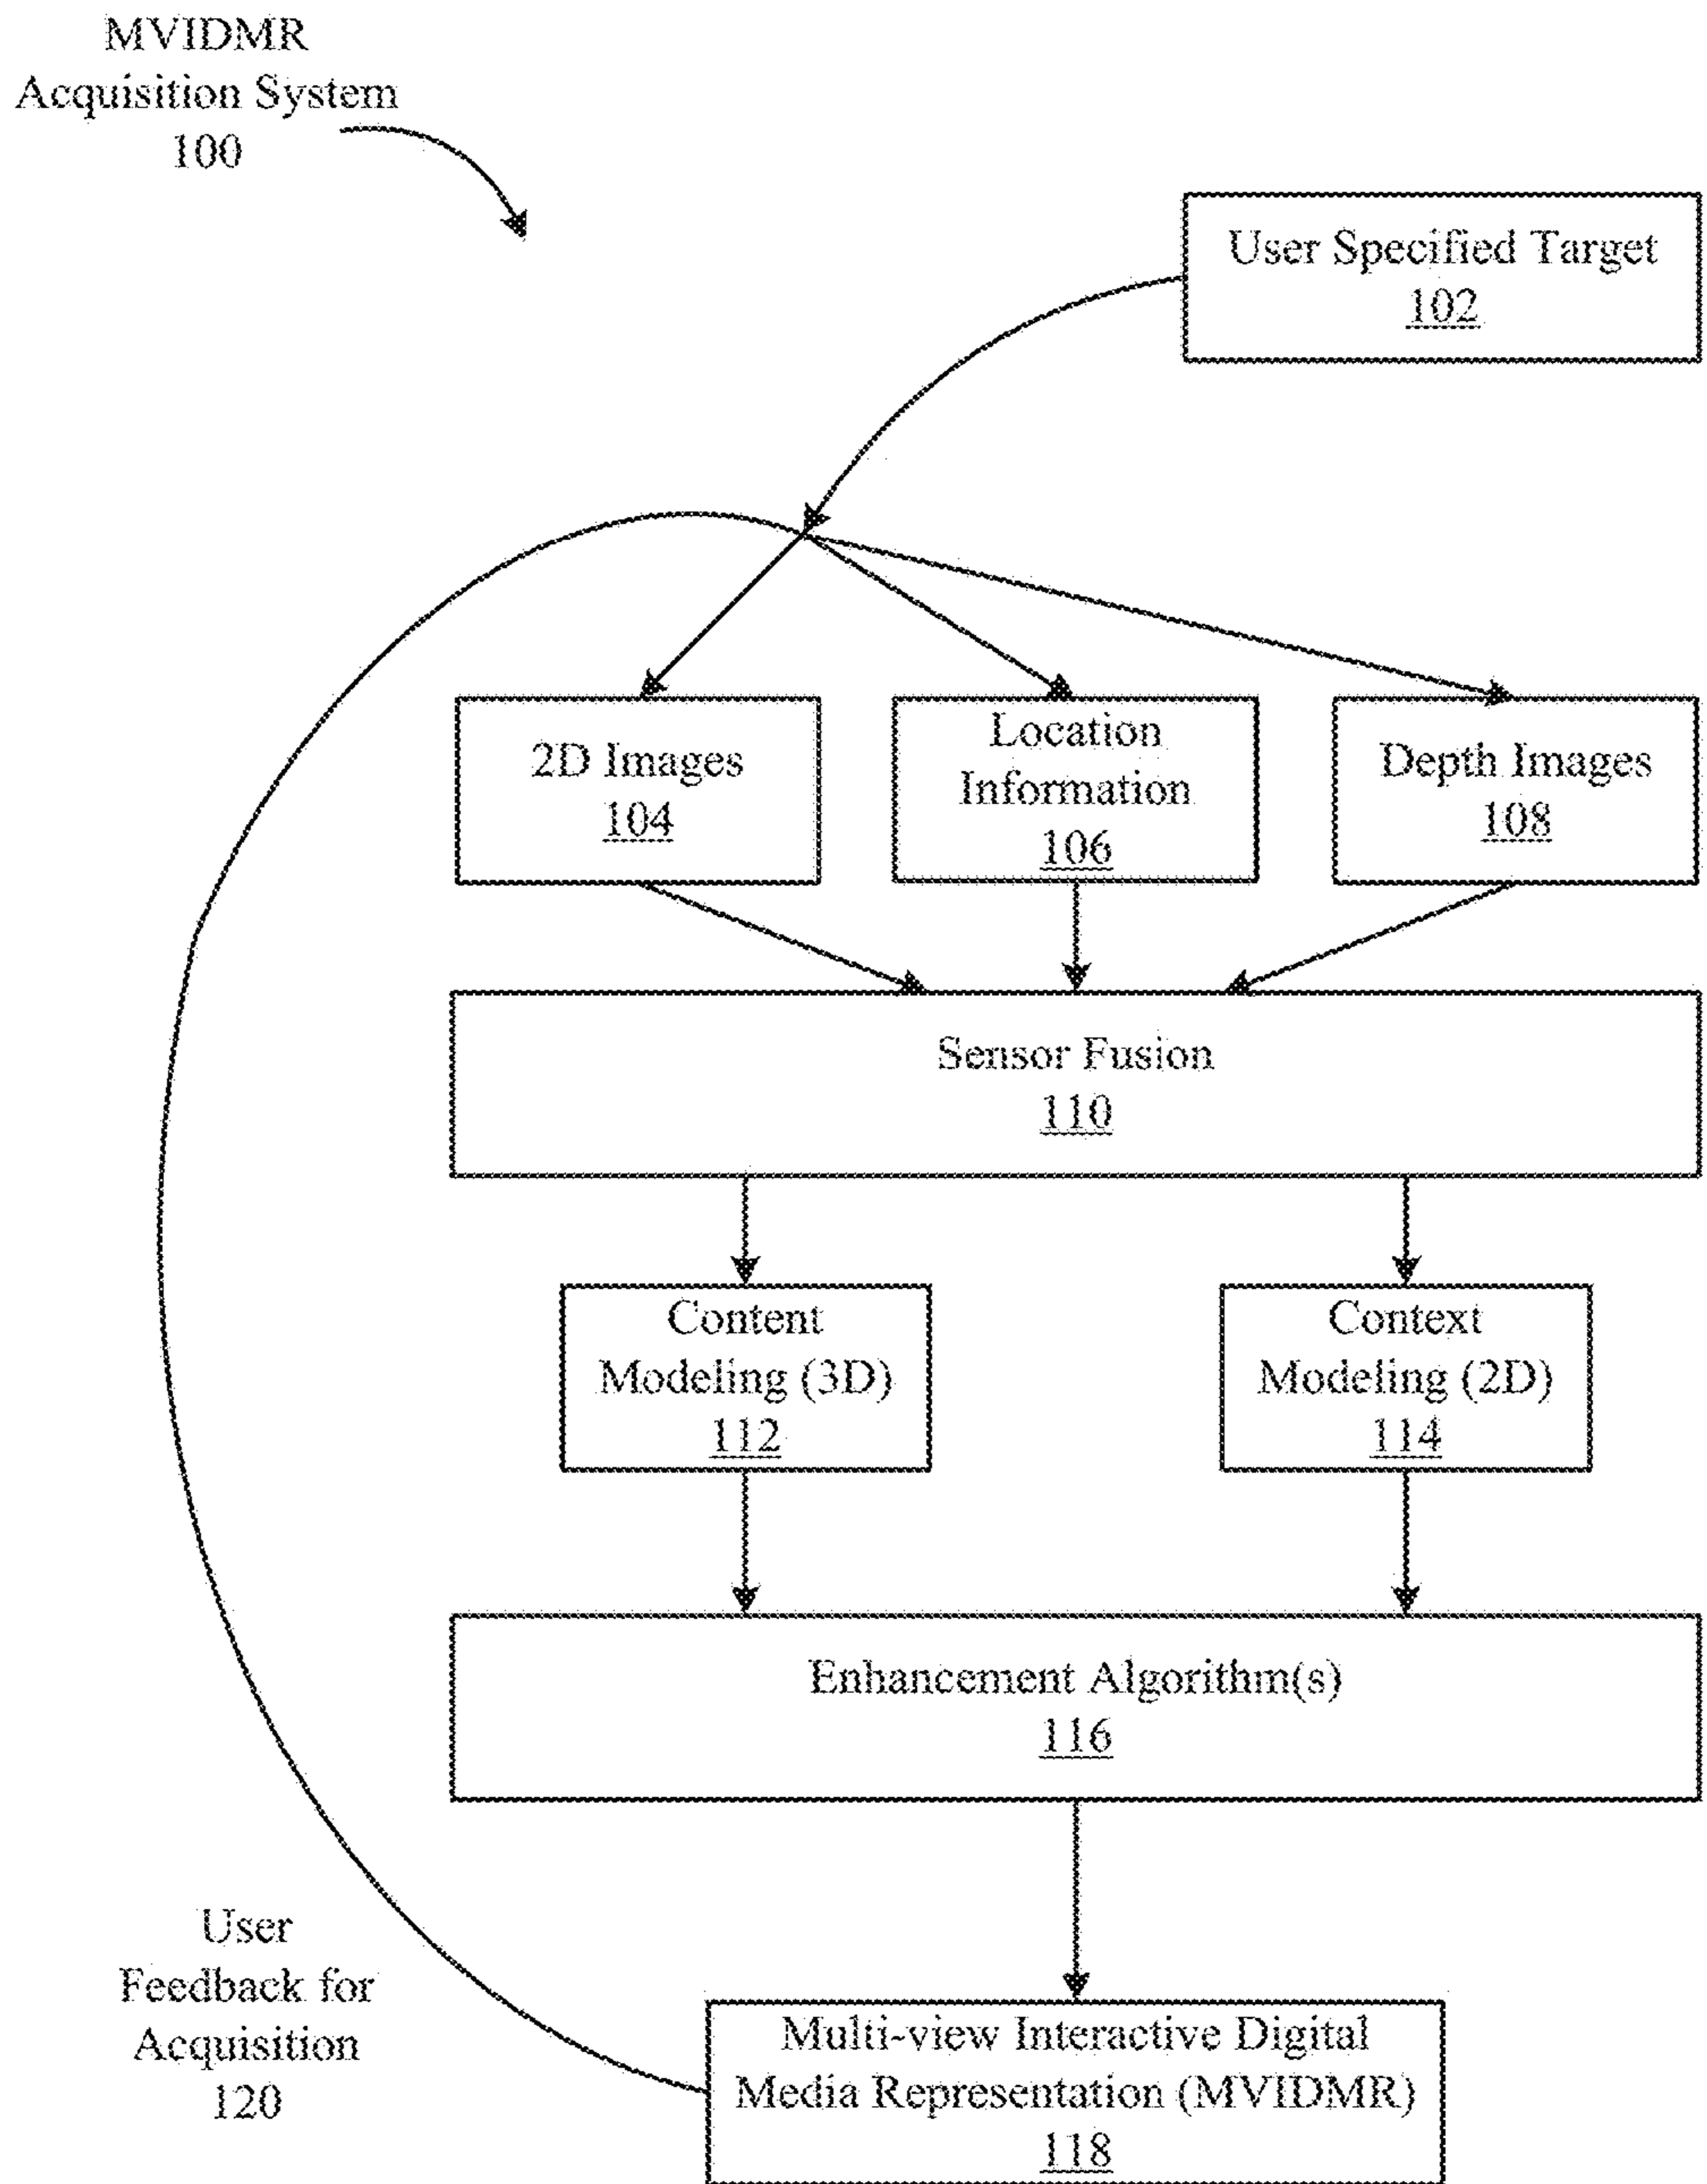 MVIDMR
Acquisition System
100
User Specified Target
102
2D Images
104
Location
Information
106
Depth Images
108
Sensor Fusion
110
Content
Modeling (3D)
112
Context
Modeling (2D)
114
Enhancement Algorithm(s)
116
User
Feedback for
Acquisition
120
Multi-view Interactive Digital
Media Representation (MVIDMR)
118